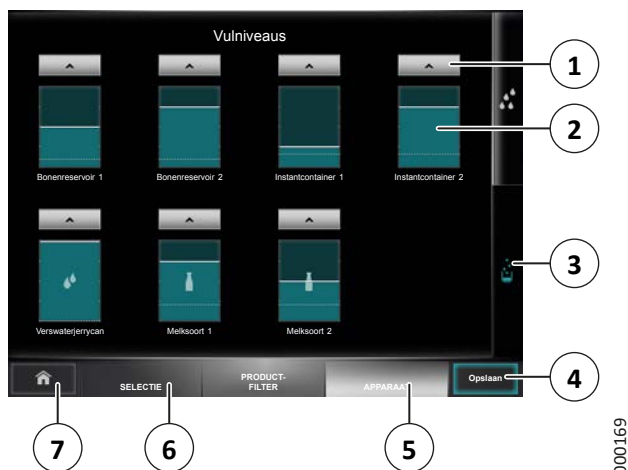 Vulniveaus
1
2
Bonenreservoir 1 Bonenreservoir 2 Instantcontainer 1 Instantcontainer 2
3
Verswaterjerrycan Melksoort 1 Melksoort 2
SELECTIE PRODUCT-
FILTER APPARAAT Opslaan 4
7 6 5
000169